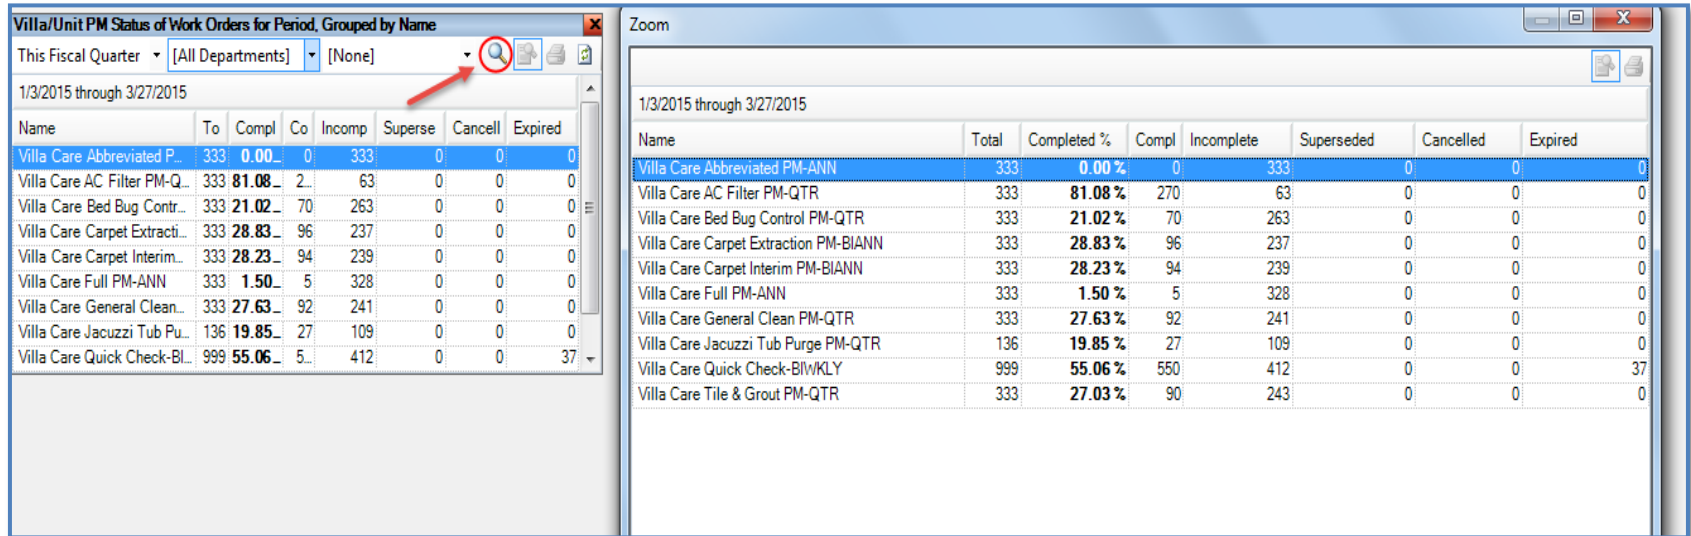 Villa/Unit PM Status of Work Orders for Period, Grouped by Name
This Fiscal Quarter [All Departments] [None]
1/3/2015 through 3/27/2015
Name To Compl Co Incomp Superse Cancell Expired
Villa Care Abbreviated P... 333 0.00... 0 333 0 0 0
Villa Care AC Filter PM-Q... 333 81.08... 2... 63 0 0 0
Villa Care Bed Bug Contr... 333 21.02... 70 263 0 0 0
Villa Care Carpet Extracti... 333 28.83... 96 237 0 0 0
Villa Care Carpet Interim... 333 28.23... 94 239 0 0 0
Villa Care Full PM-ANN 333 1.50... 5 328 0 0 0
Villa Care General Clean... 333 27.63... 92 241 0 0 0
Villa Care Jacuzzi Tub Pu... 136 19.85... 27 109 0 0 0
Villa Care Quick Check-BI... 999 55.06... 5... 412 0 0 37
Zoom
1/3/2015 through 3/27/2015
Name Total Completed % Compl Incomplete Superseded Cancelled Expired
Villa Care Abbreviated PM-ANN 333 0.00 % 0 333 0 0 0
Villa Care AC Filter PM-QTR 333 81.08 % 270 63 0 0 0
Villa Care Bed Bug Control PM-QTR 333 21.02 % 70 263 0 0 0
Villa Care Carpet Extraction PM-BIANN 333 28.83 % 96 237 0 0 0
Villa Care Carpet Interim PM-BIANN 333 28.23 % 94 239 0 0 0
Villa Care Full PM-ANN 333 1.50 % 5 328 0 0 0
Villa Care General Clean PM-QTR 333 27.63 % 92 241 0 0 0
Villa Care Jacuzzi Tub Purge PM-QTR 136 19.85 % 27 109 0 0 0
Villa Care Quick Check-BIWKLY 999 55.06 % 550 412 0 0 37
Villa Care Tile & Grout PM-QTR 333 27.03 % 90 243 0 0 0